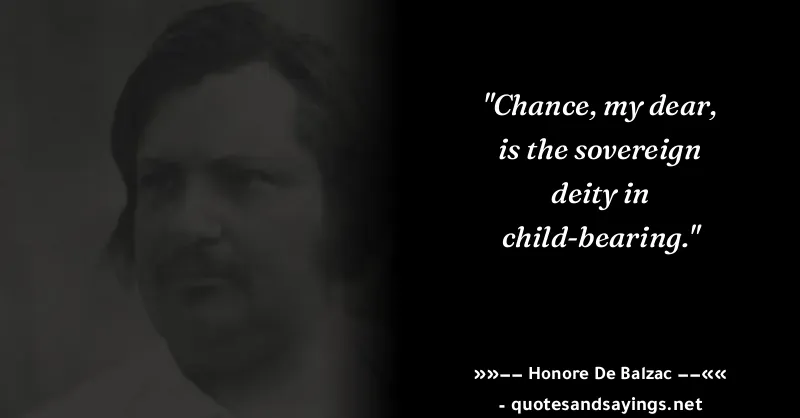 "Chance, my dear,
is the sovereign
deity in
child-bearing."
»»−− Honore De Balzac −−««
- quotesandsayings.net